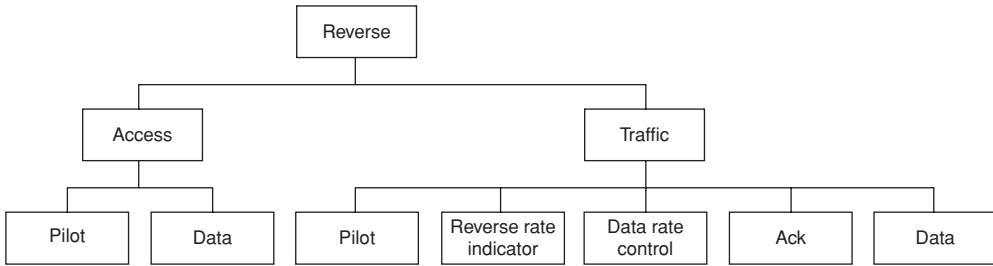 Reverse
Access
Traffic
Pilot
Data
Pilot
Reverse rate
indicator
Data rate
control
Ack
Data